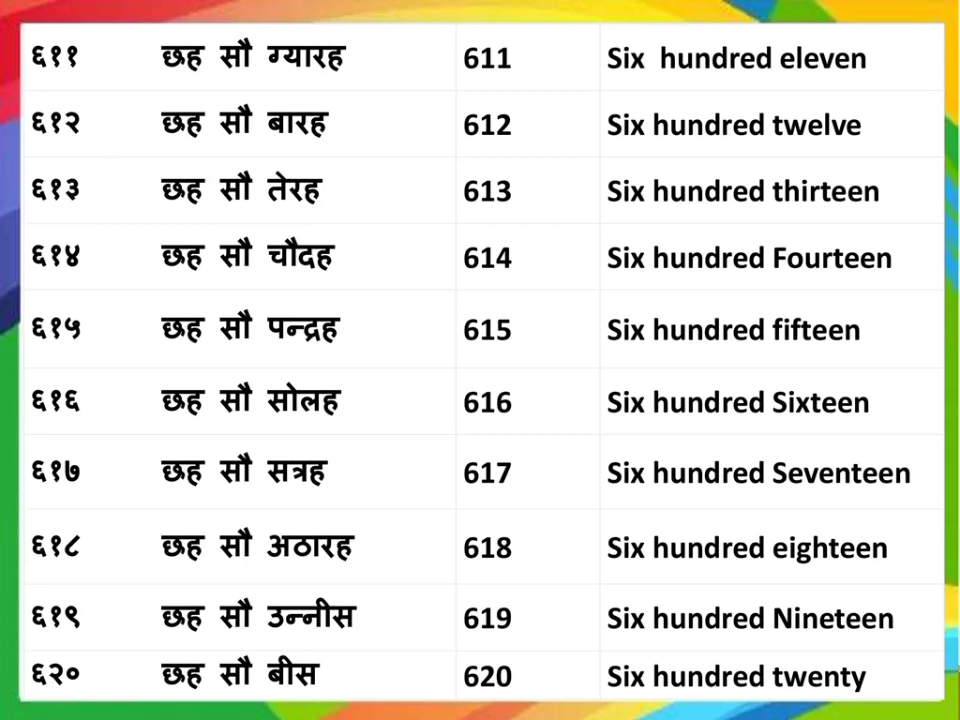 ६११ छह सौ ग्यारह 611 Six hundred eleven
६१२ छह सौ बारह 612 Six hundred twelve
६१३ छह सौ तेरह 613 Six hundred thirteen
६१४ छह सौ चौदह 614 Six hundred Fourteen
६१५ छह सौ पन्द्रह 615 Six hundred fifteen
६१६ छह सौ सोलह 616 Six hundred Sixteen
६१७ छह सौ सत्रह 617 Six hundred Seventeen
६१८ छह सौ अठारह 618 Six hundred eighteen
६१९ छह सौ उन्नीस 619 Six hundred Nineteen
६२० छह सौ बीस 620 Six hundred twenty